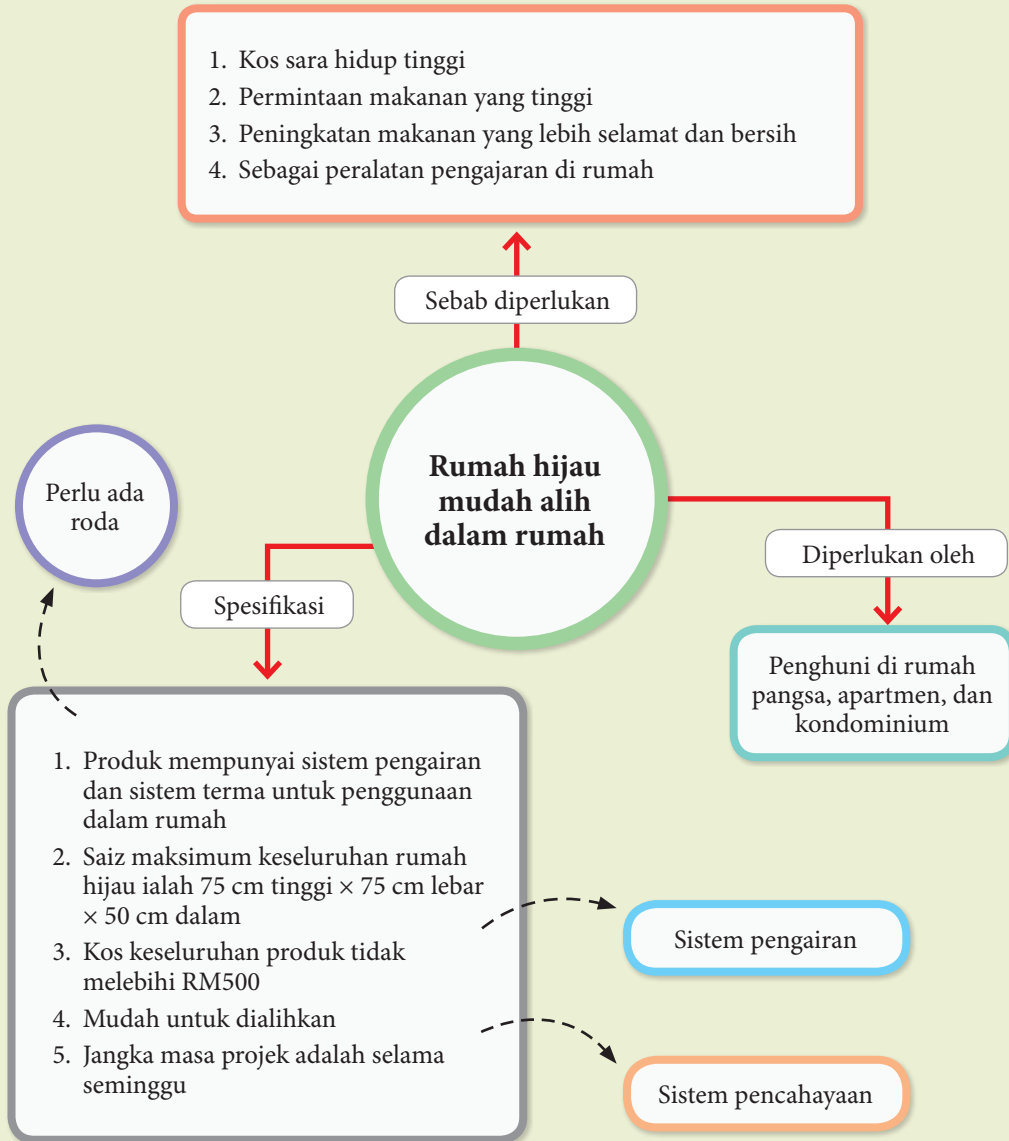 1. Kos sara hidup tinggi
2. Permintaan makanan yang tinggi
3. Peningkatan makanan yang lebih selamat dan bersih
4. Sebagai peralatan pengajaran di rumah
Sebab diperlukan
Rumah hijau
mudah alih
dalam rumah
Perlu ada
roda
Spesifikasi
Diperlukan oleh
Penghuni di rumah
pangsa, apartmen, dan
kondominium
1. Produk mempunyai sistem pengairan
dan sistem terma untuk penggunaan
dalam rumah
2. Saiz maksimum keseluruhan rumah
hijau ialah 75 cm tinggi × 75 cm lebar
× 50 cm dalam
3. Kos keseluruhan produk tidak
melebihi RM500
4. Mudah untuk dialihkan
5. Jangka masa projek adalah selama
seminggu
Sistem pengairan
Sistem pencahayaan